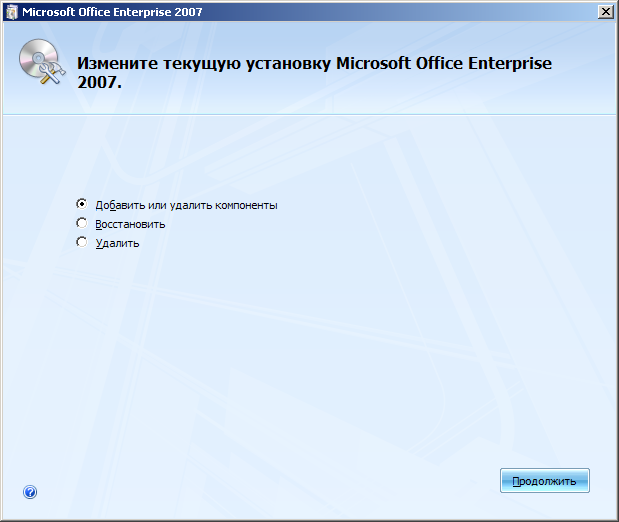 Microsoft Office Enterprise 2007
Измените текущую установку Microsoft Office Enterprise
2007.
Добавить или удалить компоненты
Восстановить
Удалить
Продолжить
?